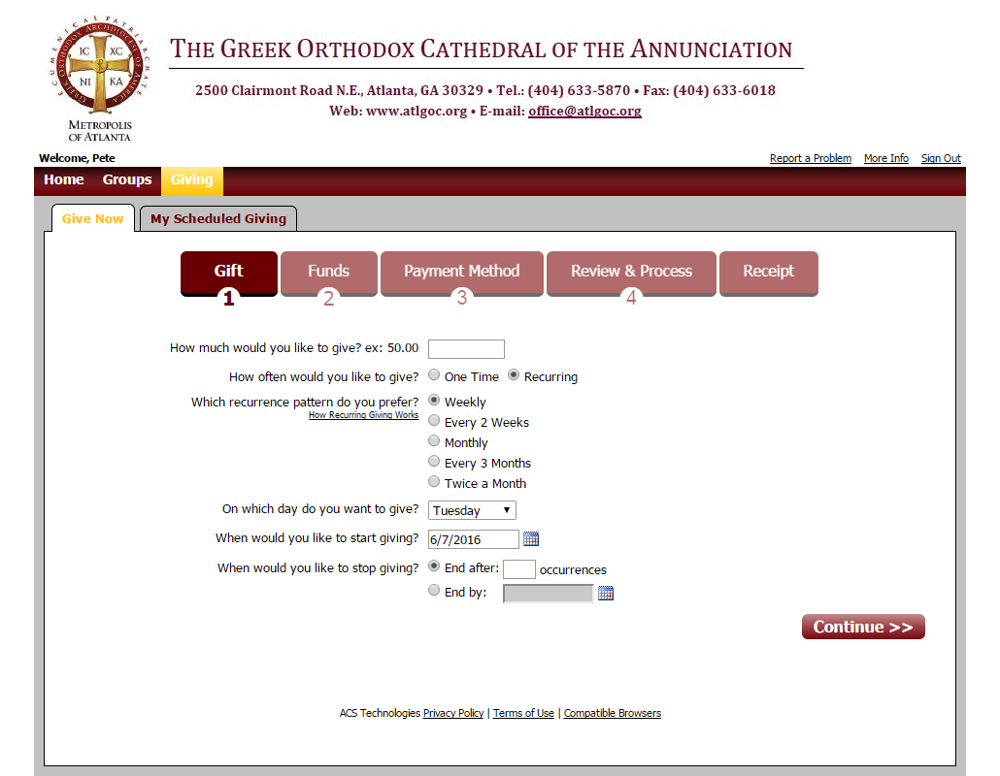 ECUMENICAL PATRIARCHATE
GREEK ORTHODOX ARCHDIOCESE OF AMERICA
IC XC
NI KA
METROPOLIS
OF ATLANTA
THE GREEK ORTHODOX CATHEDRAL OF THE ANNUNCIATION
2500 Clairmont Road N.E., Atlanta, GA 30329 • Tel.: (404) 633-5870 • Fax: (404) 633-6018
Web: www.atlgoc.org • E-mail: office@atlgoc.org
Welcome, Pete
Report a Problem More Info Sign Out
Home Groups Giving
Give Now My Scheduled Giving
Gift Funds Payment Method Review & Process Receipt
1 2 3 4
How much would you like to give? ex: 50.00
How often would you like to give? One Time Recurring
Which recurrence pattern do you prefer? Weekly
How Recurring Giving Works
Every 2 Weeks
Monthly
Every 3 Months
Twice a Month
On which day do you want to give? Tuesday
When would you like to start giving? 6/7/2016
When would you like to stop giving? End after: occurrences
End by:
Continue >>
ACS Technologies Privacy Policy | Terms of Use | Compatible Browsers